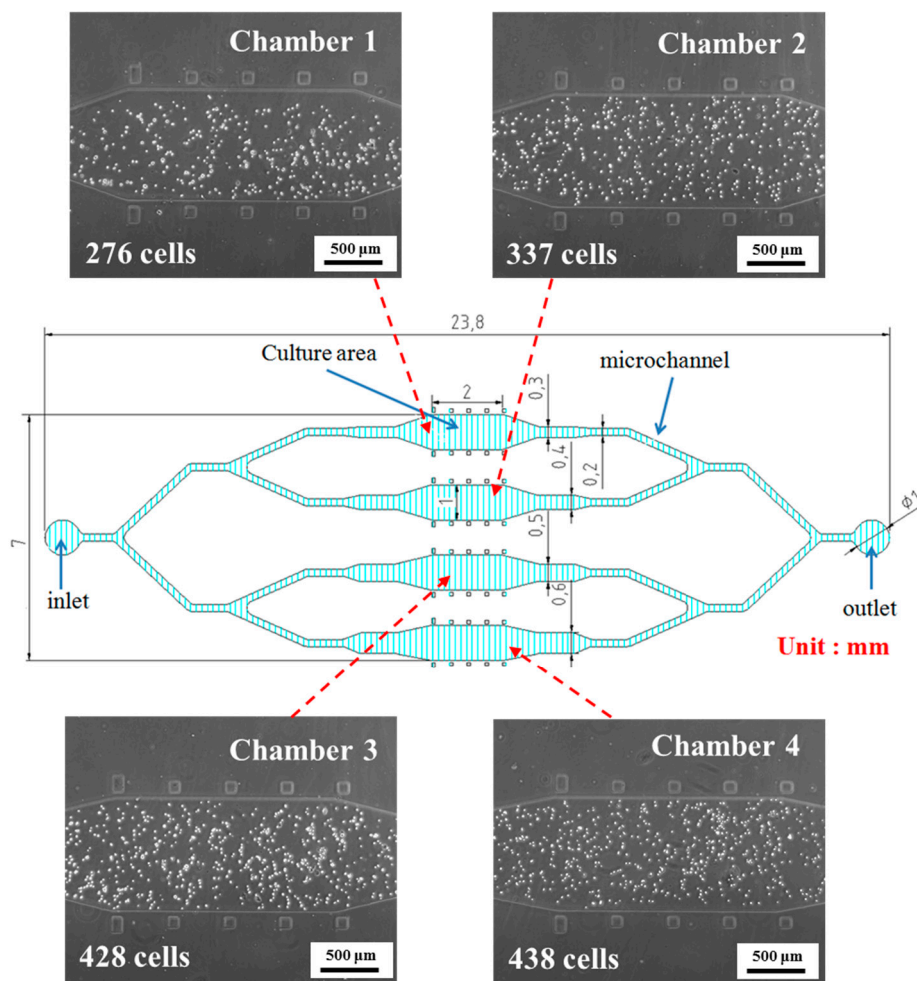 Chamber 1
276 cells
500 µm
Chamber 2
337 cells
500 µm
23,8
Culture area
microchannel
2
0,3
0,4
0,2
1
7
0,5
0,6
inlet
outlet
Unit : mm
Chamber 3
428 cells
500 µm
Chamber 4
438 cells
500 µm